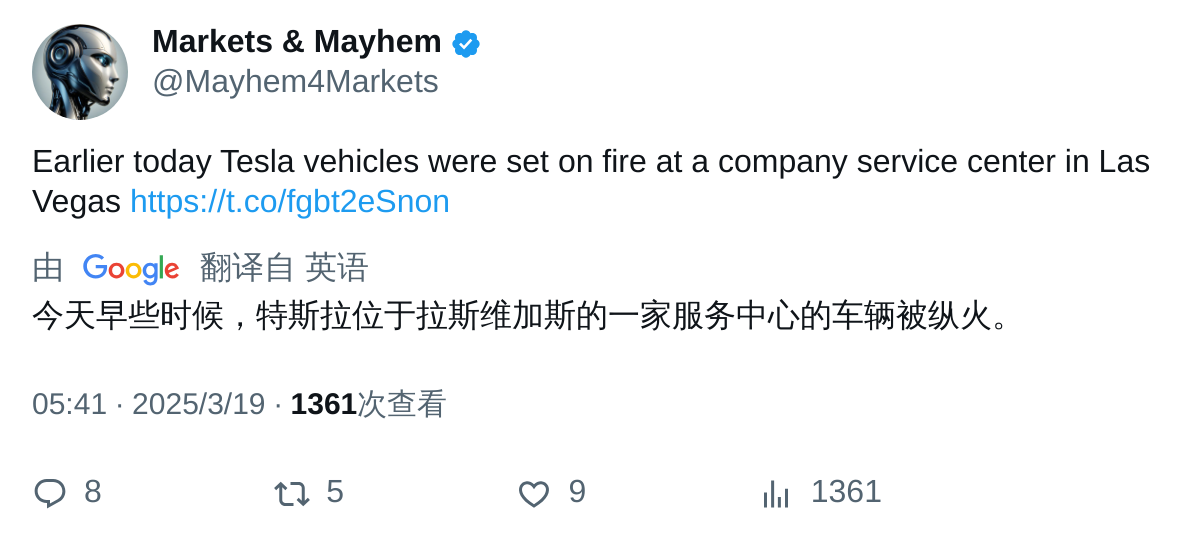 Markets & Mayhem
@Mayhem4Markets
Earlier today Tesla vehicles were set on fire at a company service center in Las
Vegas https://t.co/fgbt2eSnon
由 Google 翻译自 英语
今天早些时候，特斯拉位于拉斯维加斯的一家服务中心的车辆被纵火。
05:41 · 2025/3/19 · 1361次查看
8 5 9 1361